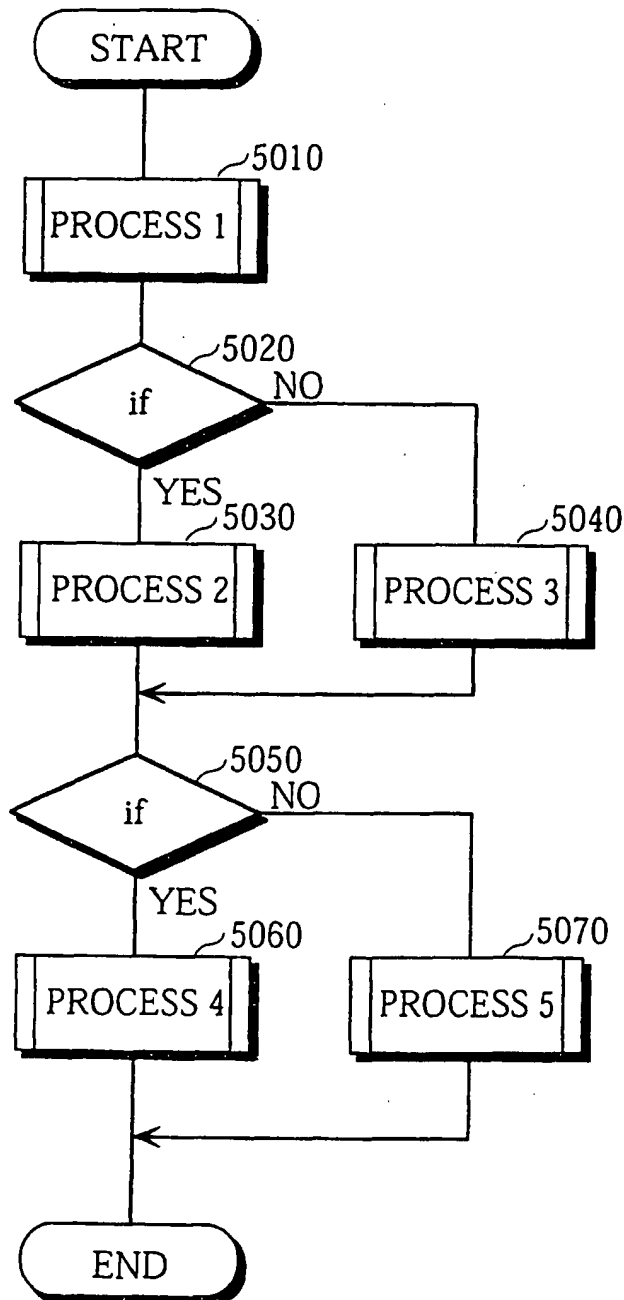 START
5010
PROCESS 1
5020
if
NO
YES
5030
PROCESS 2
5040
PROCESS 3
5050
if
NO
YES
5060
PROCESS 4
5070
PROCESS 5
END